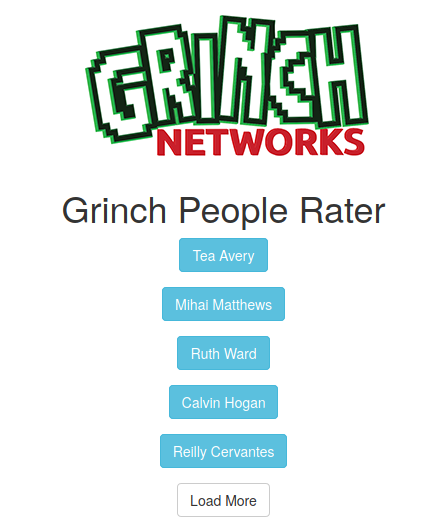 GRINCH
NETWORKS
Grinch People Rater
Tea Avery
Mihai Matthews
Ruth Ward
Calvin Hogan
Reilly Cervantes
Load More